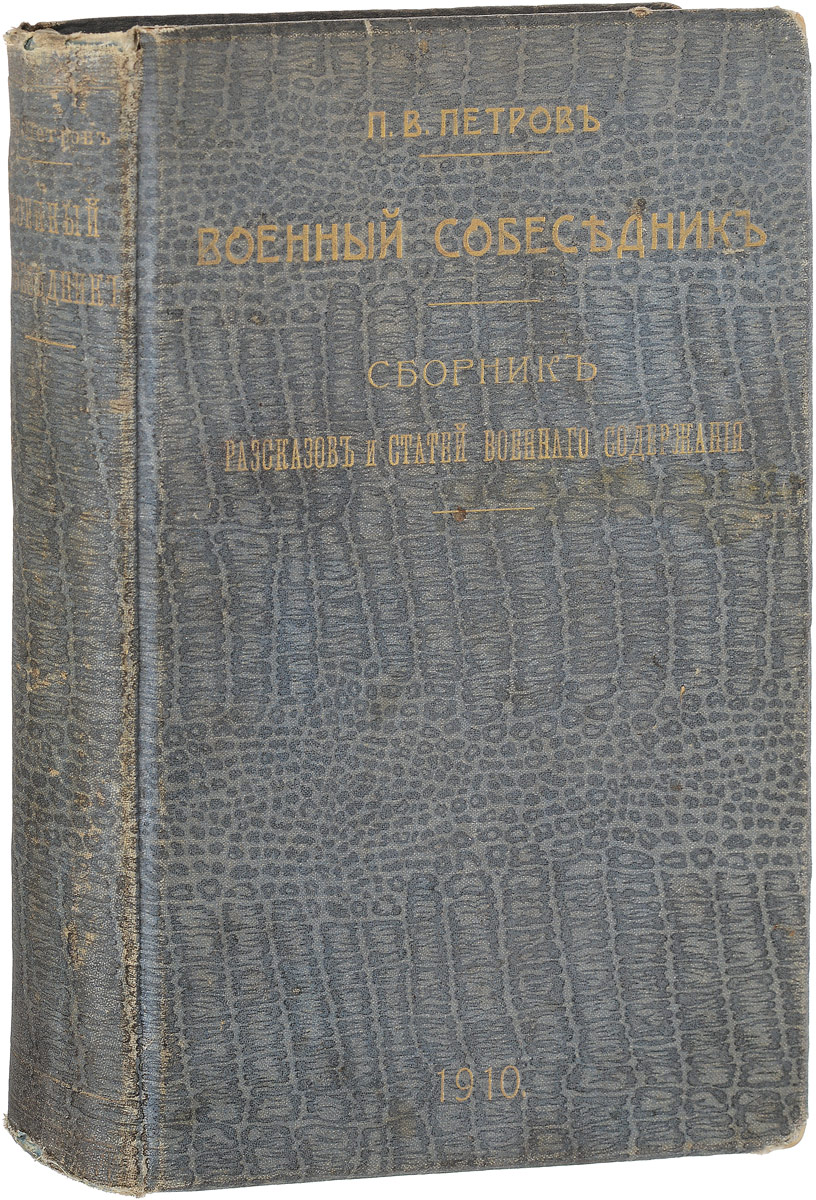 П. В. ПЕТРОВЪ
ВОЕННЫЙ СОБЕСѢДНИКЪ
СБОРНИКЪ
РАЗСКАЗОВЪ и СТАТЕЙ ВОЕННАГО СОДЕРЖАНІЯ
1910.